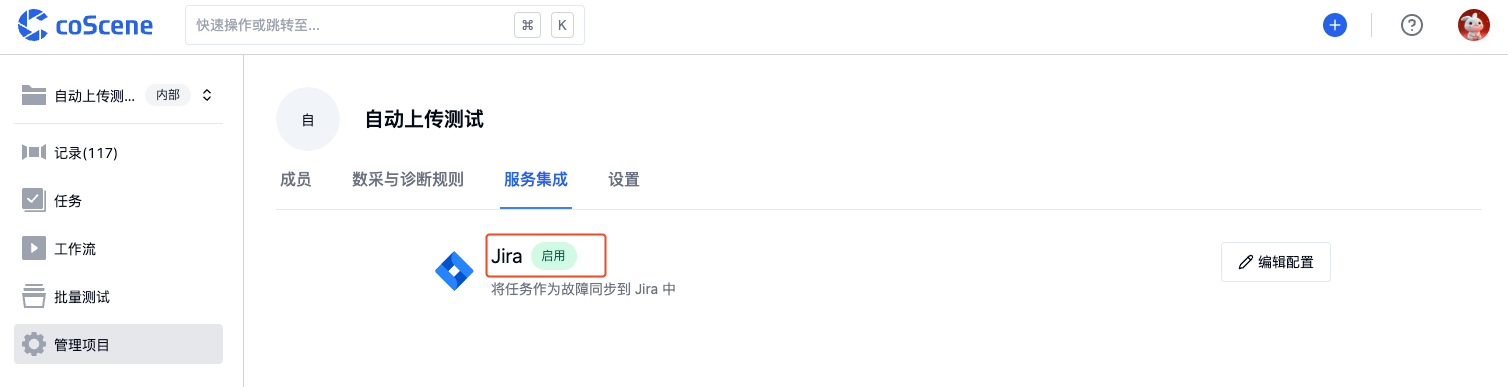 coScene
快速操作或跳转至...
⌘
K
自动上传测... 内部
记录(117)
任务
工作流
批量测试
管理项目
自
自动上传测试
成员
数采与诊断规则
服务集成
设置
Jira 启用
将任务作为故障同步到 Jira 中
编辑配置